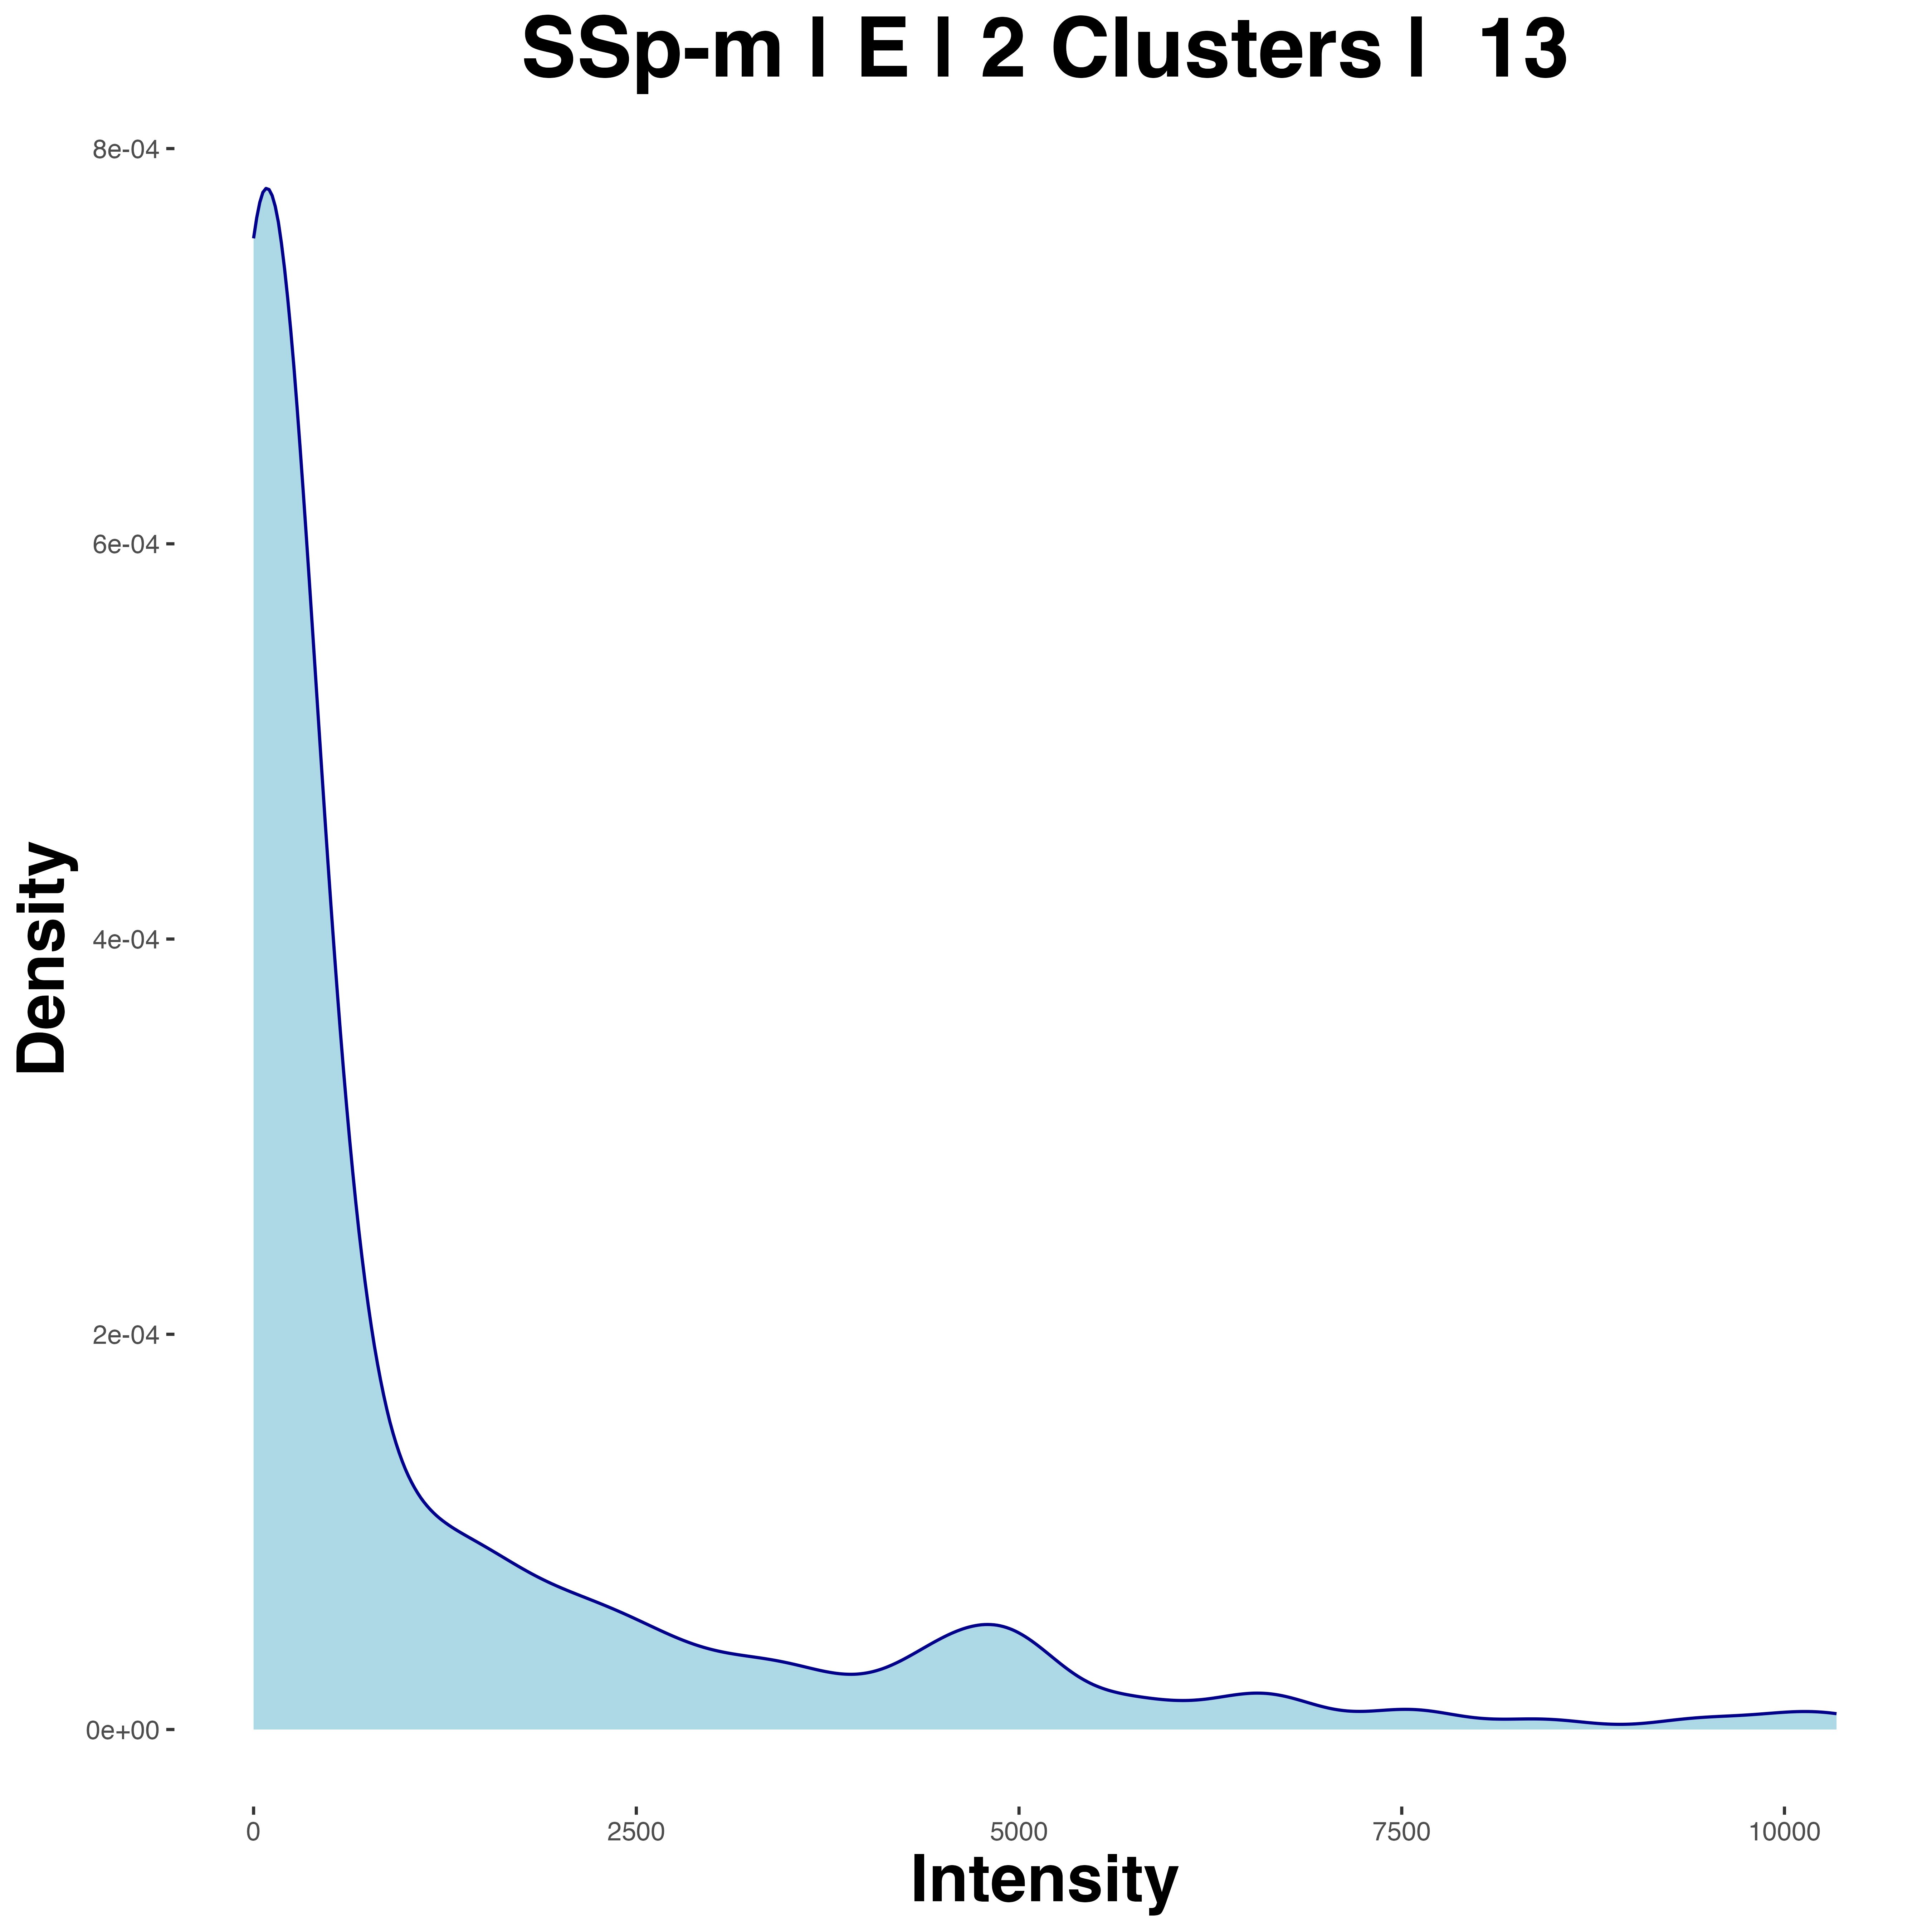 SSp-m | E | 2 Clusters | 13
8e-04
6e-04
4e-04
2e-04
0e+00
Density
0 2500 5000 7500 10000
Intensity